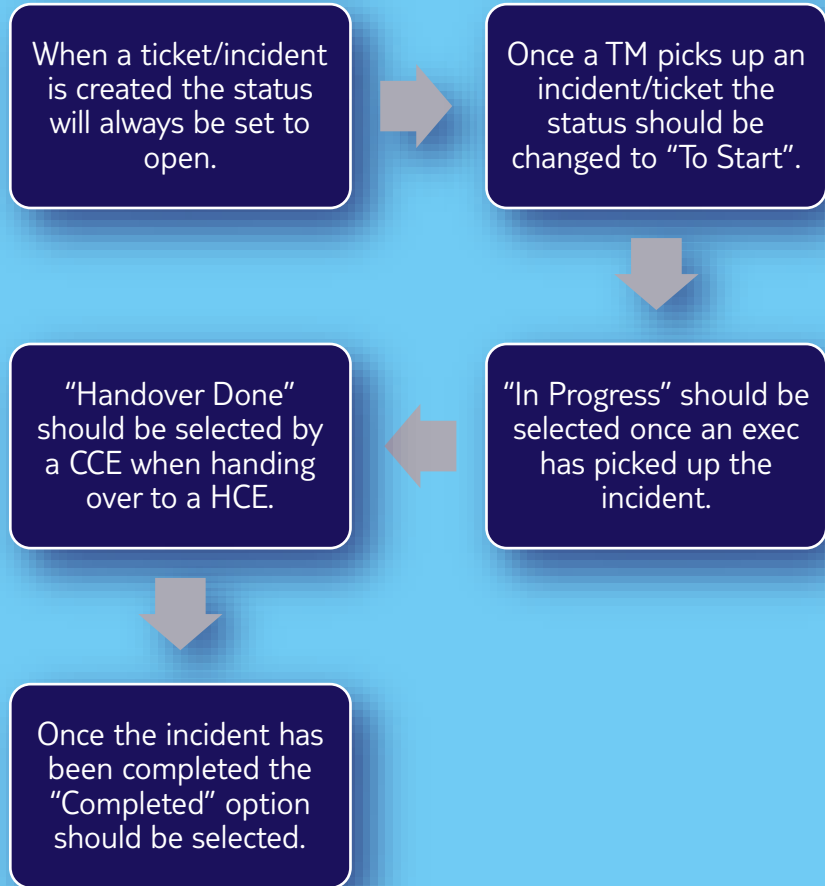 When a ticket/incident
is created the status
will always be set to
open.
Once a TM picks up an
incident/ticket the
status should be
changed to “To Start”.
“In Progress” should be
selected once an exec
has picked up the
incident.
“Handover Done”
should be selected by
a CCE when handing
over to a HCE.
Once the incident has
been completed the
“Completed” option
should be selected.